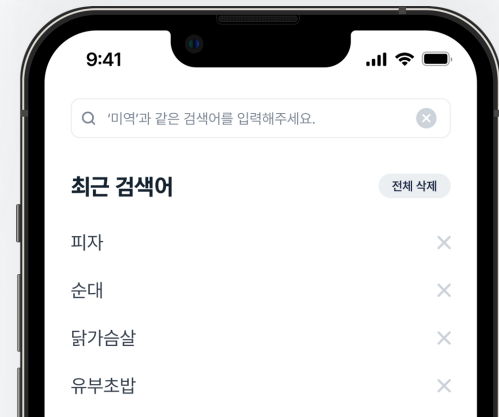 9:41
'미역'과 같은 검색어를 입력해주세요.
최근 검색어
전체 삭제
피자
순대
닭가슴살
유부초밥